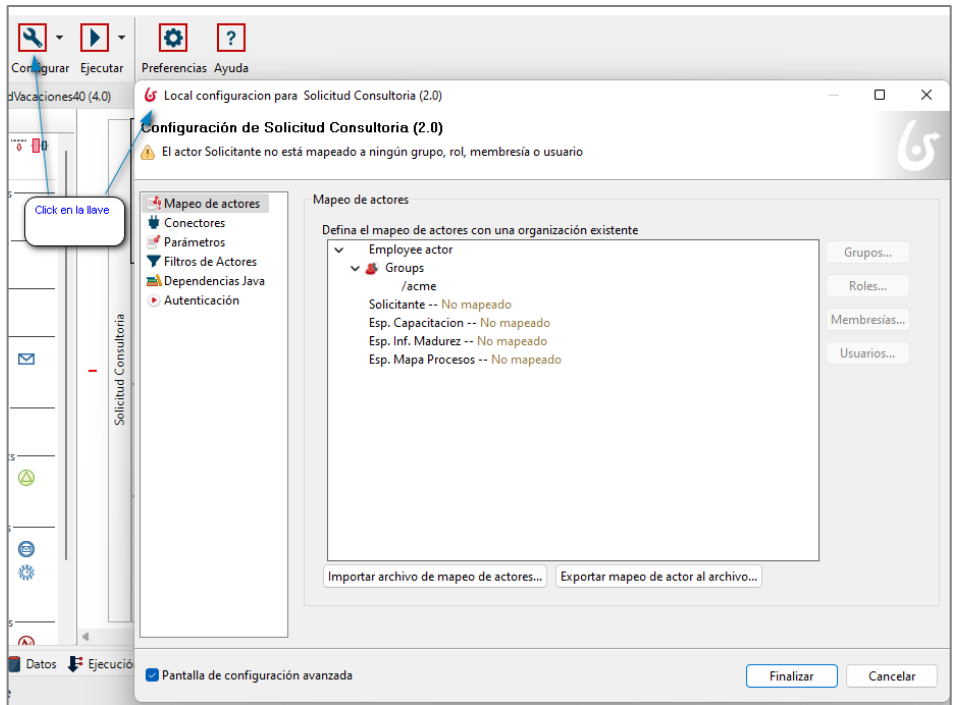 Configurar Ejecutar Preferencias Ayuda
dVacaciones40 (4.0)
Local configuracion para Solicitud Consultoria (2.0)
Configuración de Solicitud Consultoria (2.0)
El actor Solicitante no está mapeado a ningún grupo, rol, membresía o usuario
Click en la llave
Mapeo de actores
Conectores
Parámetros
Filtros de Actores
Dependencias Java
Autenticación
Mapeo de actores
Defina el mapeo de actores con una organización existente
Employee actor
Groups
/acme
Solicitante -- No mapeado
Esp. Capacitacion -- No mapeado
Esp. Inf. Madurez -- No mapeado
Esp. Mapa Procesos -- No mapeado
Grupos...
Roles...
Membresías...
Usuarios...
Importar archivo de mapeo de actores... Exportar mapeo de actor al archivo...
Solicitud Consultoria
Datos Ejecució
Pantalla de configuración avanzada
Finalizar Cancelar